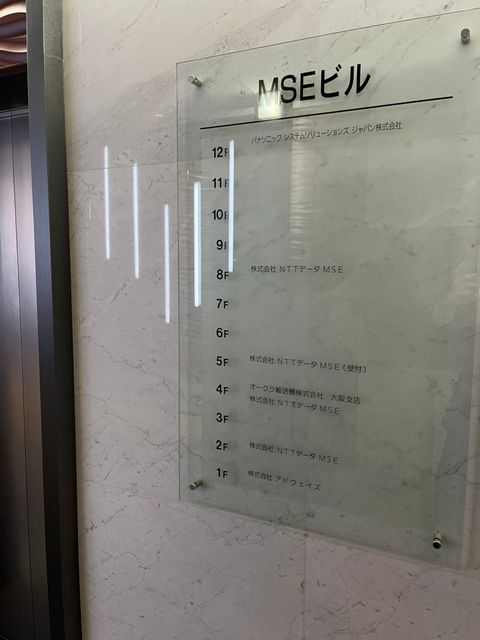 MSEビル
パナソニック システムソリューションズ ジャパン株式会社
12F
11F
10F
9F
8F 株式会社 NTTデータ MSE
7F
6F
5F 株式会社 NTTデータ MSE (受付)
4F オークラ輸送機株式会社 大阪支店
株式会社 NTTデータ MSE
3F
2F 株式会社 NTTデータ MSE
1F 株式会社 アドウェイズ